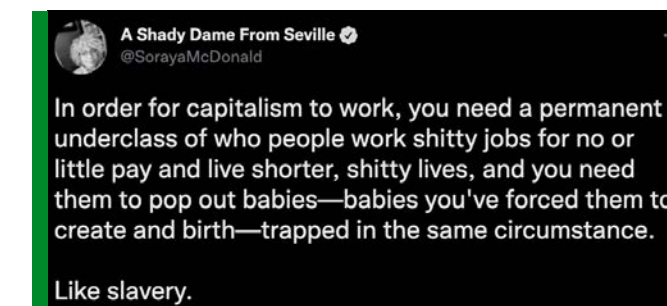 A Shady Dame From Seville
@SorayaMcDonald
In order for capitalism to work, you need a permanent
underclass of who people work shitty jobs for no or
little pay and live shorter, shitty lives, and you need
them to pop out babies—babies you've forced them to
create and birth—trapped in the same circumstance.
Like slavery.